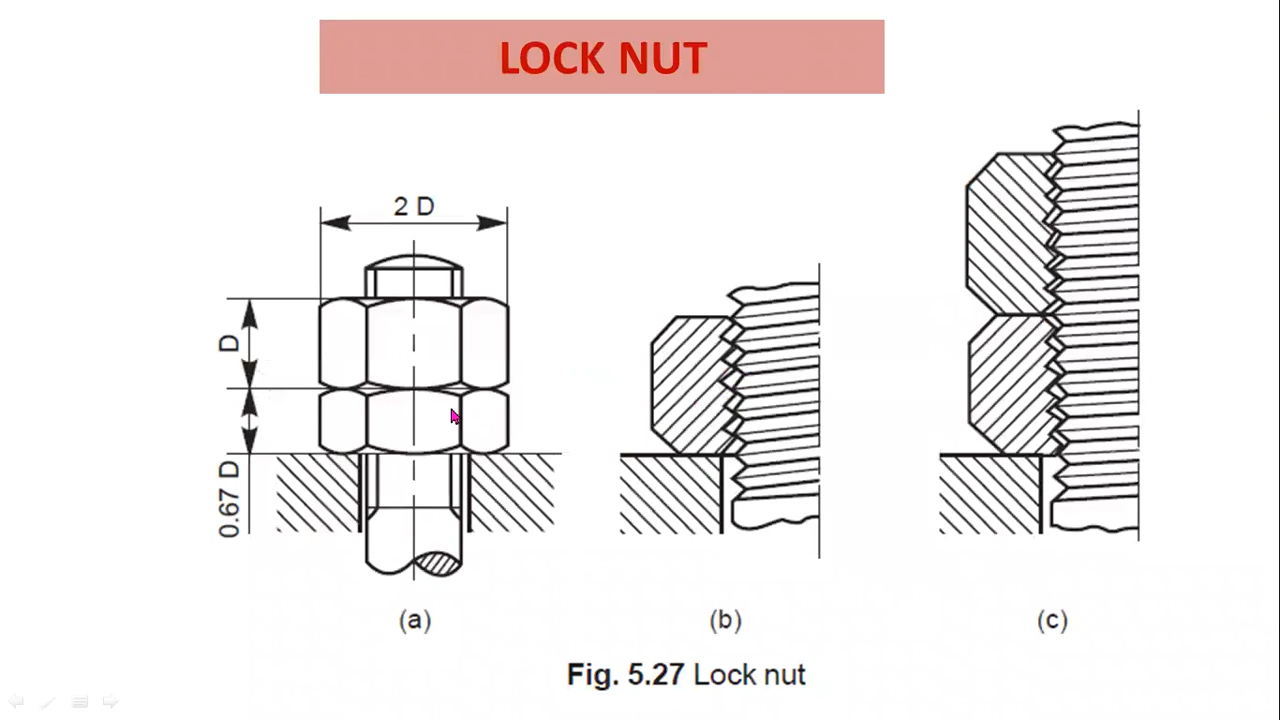 LOCK NUT
2 D
D
0.67 D
(a)
(b)
(c)
Fig. 5.27 Lock nut